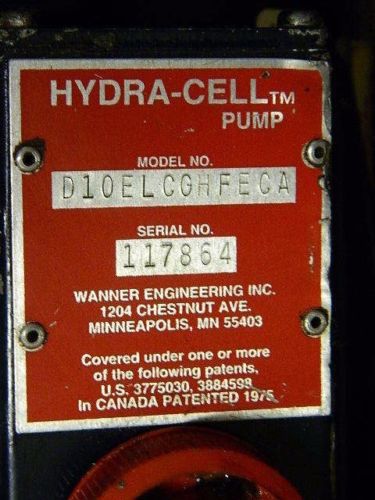 HYDRA-CELL™
PUMP
MODEL NO.
D10ELCGHFECA
SERIAL NO.
117864
WANNER ENGINEERING INC.
1204 CHESTNUT AVE.
MINNEAPOLIS, MN 55403
Covered under one or more
of the following patents,
U.S. 3775030, 3884598
In CANADA PATENTED 1975